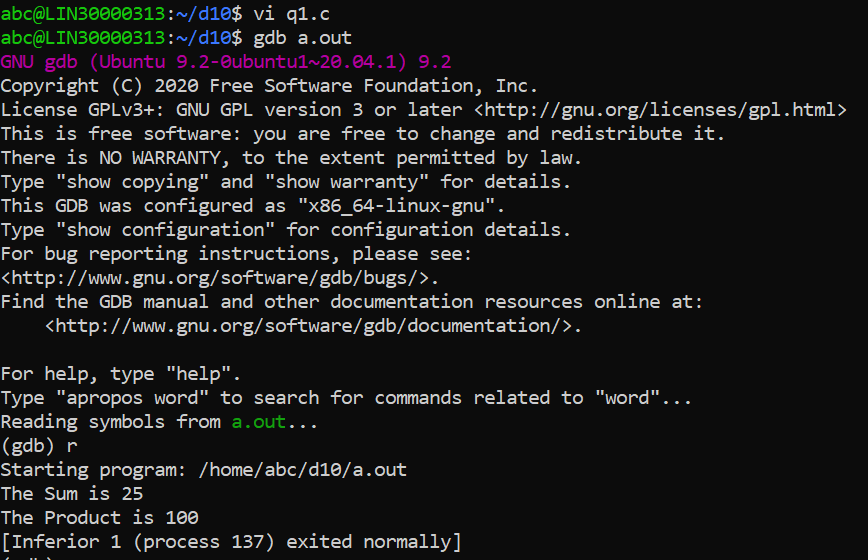 abc@LIN30000313:~/d10$ vi q1.c
abc@LIN30000313:~/d10$ gdb a.out
GNU gdb (Ubuntu 9.2-0ubuntu1~20.04.1) 9.2
Copyright (C) 2020 Free Software Foundation, Inc.
License GPLv3+: GNU GPL version 3 or later <http://gnu.org/licenses/gpl.html>
This is free software: you are free to change and redistribute it.
There is NO WARRANTY, to the extent permitted by law.
Type "show copying" and "show warranty" for details.
This GDB was configured as "x86_64-linux-gnu".
Type "show configuration" for configuration details.
For bug reporting instructions, please see:
<http://www.gnu.org/software/gdb/bugs/>.
Find the GDB manual and other documentation resources online at:
    <http://www.gnu.org/software/gdb/documentation/>.

For help, type "help".
Type "apropos word" to search for commands related to "word"...
Reading symbols from a.out...
(gdb) r
Starting program: /home/abc/d10/a.out
The Sum is 25
The Product is 100
[Inferior 1 (process 137) exited normally]